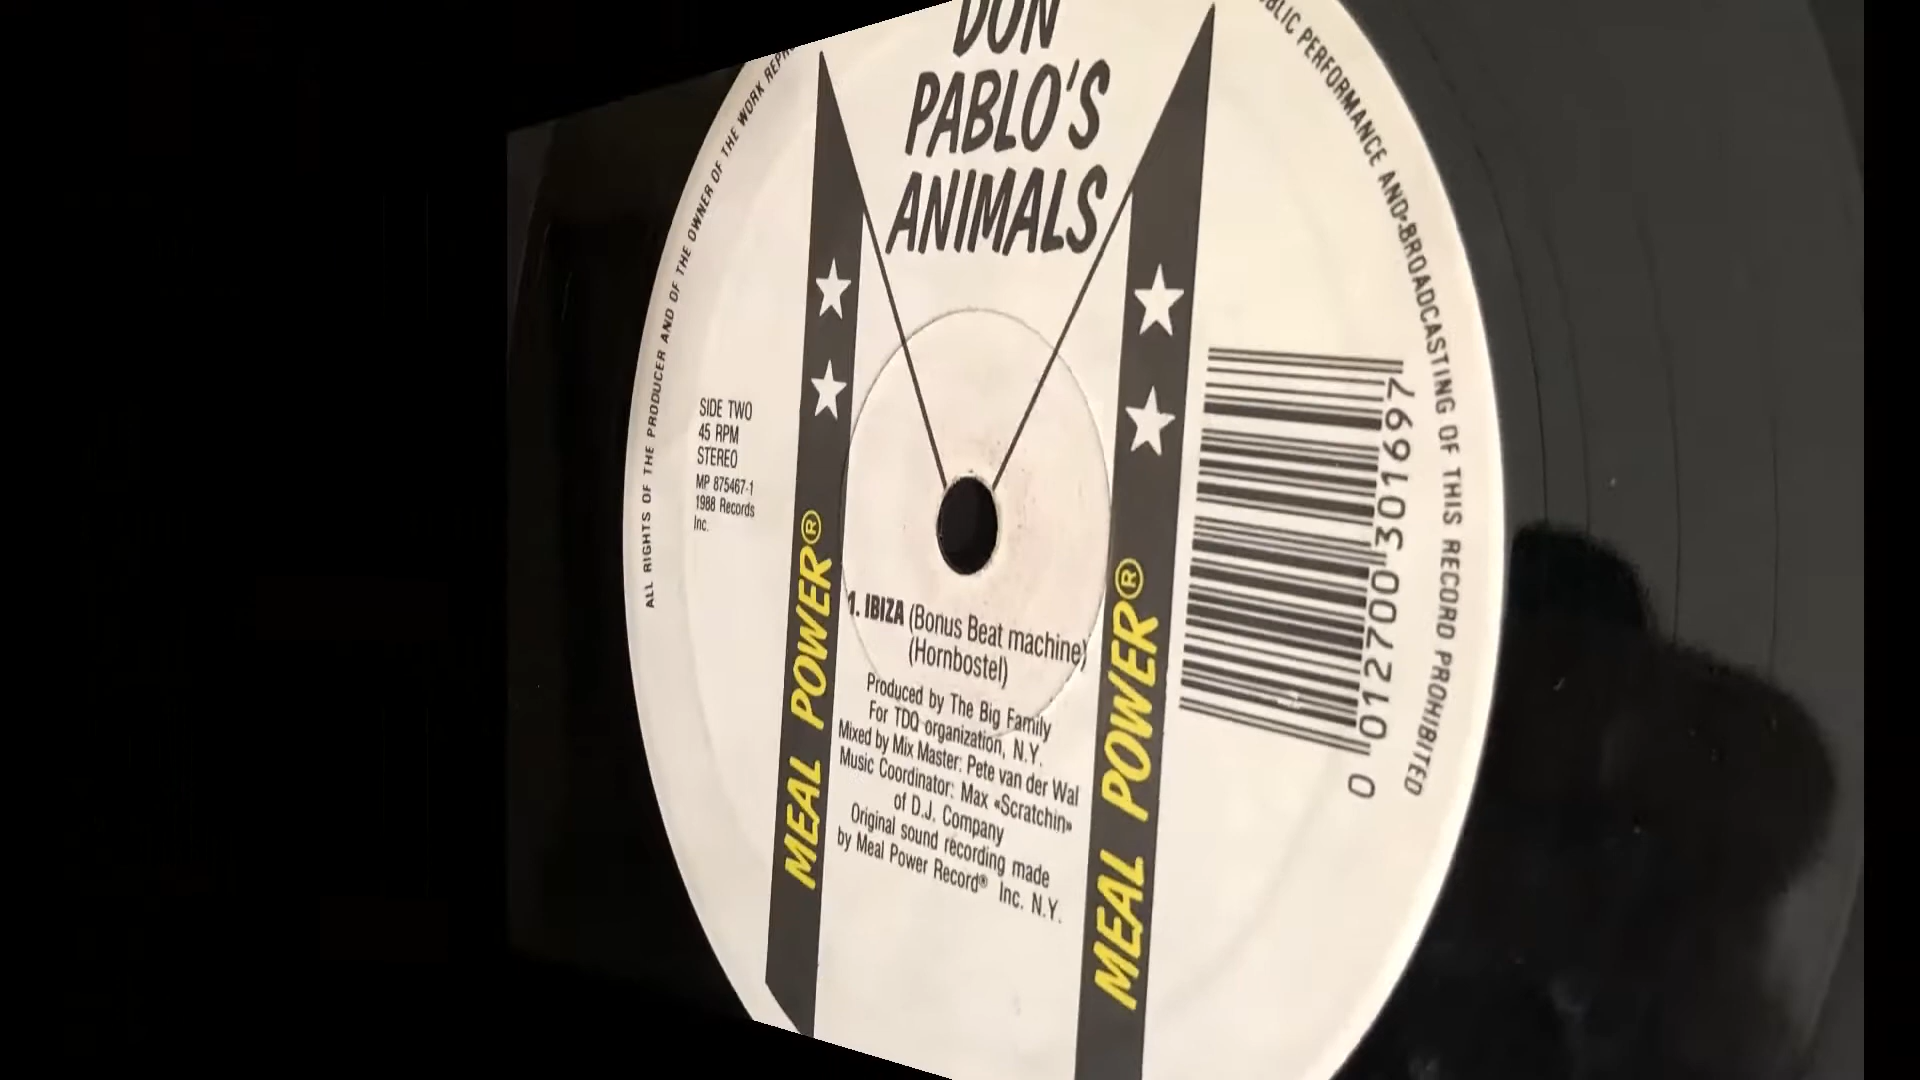 DON
PABLO'S
ANIMALS
ALL RIGHTS OF THE PRODUCER AND OF THE OWNER OF THE WORK
PUBLIC PERFORMANCE AND BROADCASTING OF THIS RECORD PROHIBITED
SIDE TWO
45 RPM
STEREO
MP 875467-1
1988 Records
Inc.
MEAL POWER®
MEAL POWER®
0 012700 301697
1. IBIZA (Bonus Beat machine)
(Hornbostel)
Produced by The Big Family
For TDQ organization, N.Y.
Mixed by Mix Master: Pete van der Wal
Music Coordinator: Max «Scratchin»
of D.J. Company
Original sound recording made
by Meal Power Record® Inc. N.Y.